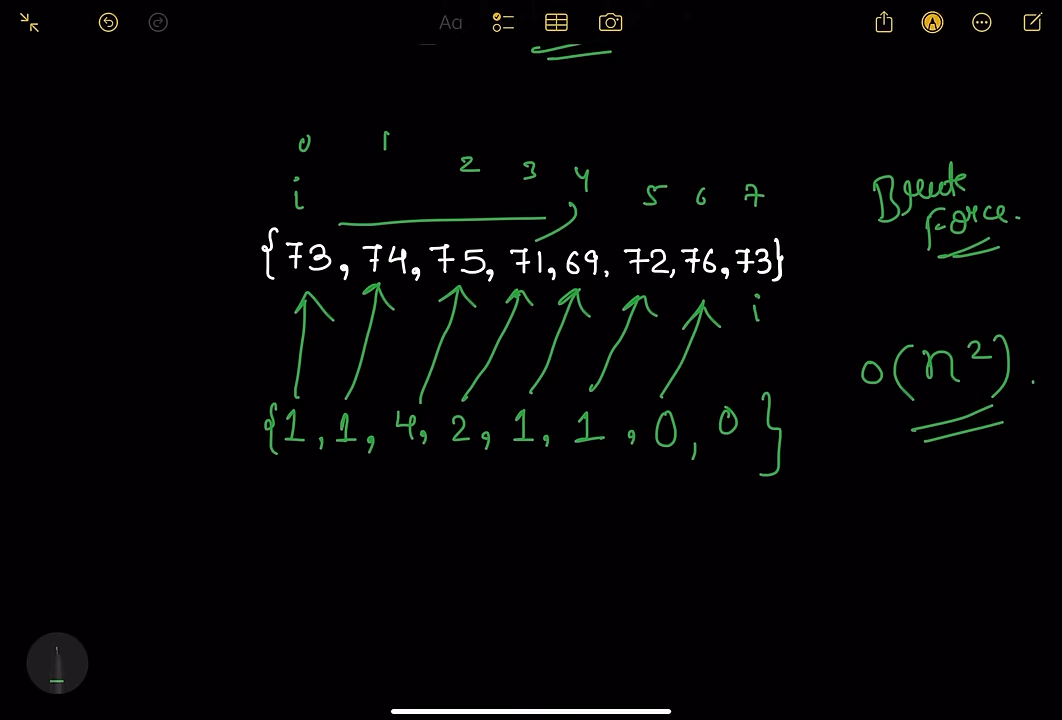 Aa
0 1 2 3 4 5 6 7
i
Brute
Force.
{73, 74, 75, 71, 69, 72, 76, 73}
i
O(n²).
{1, 1, 4, 2, 1, 1, 0, 0}